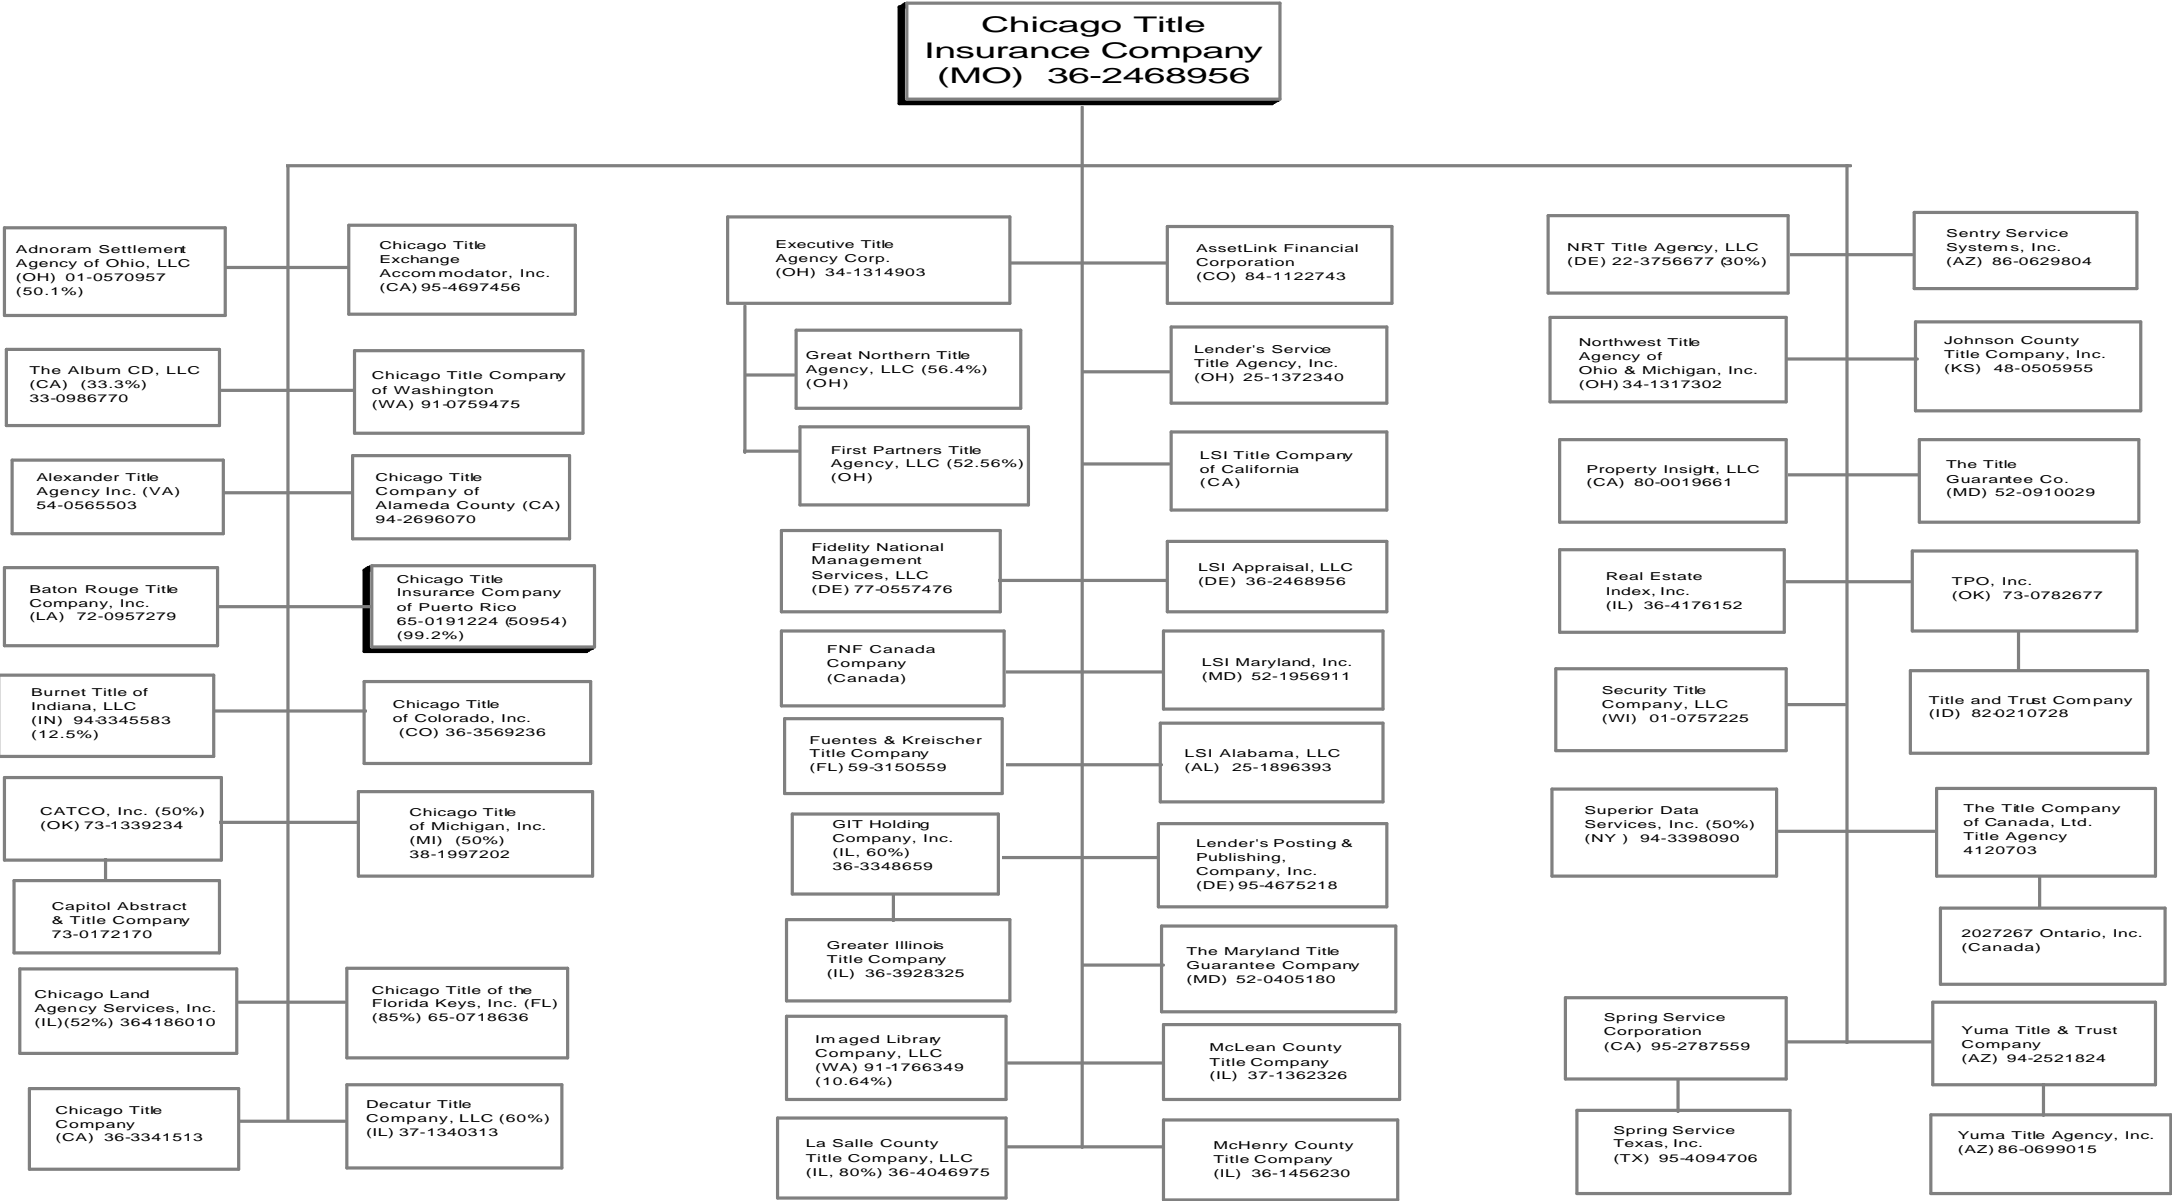 Chicago Title
Insurance Company
(MO) 36-2468956
Adnoram Settlement
Agency of Ohio, LLC
(OH) 01-0570957
(50.1%)
Chicago Title
Exchange
Accommodator, Inc.
(CA) 95-4697456
The Album CD, LLC
(CA) (33.3%)
33-0986770
Chicago Title Company
of Washington
(WA) 91-0759475
Alexander Title
Agency Inc. (VA)
54-0565503
Chicago Title
Company of
Alameda County (CA)
94-2696070
Baton Rouge Title
Company, Inc.
(LA) 72-0957279
Chicago Title
Insurance Company
of Puerto Rico
65-0191224 (50954)
(99.2%)
Burnet Title of
Indiana, LLC
(IN) 943345583
(12.5%)
Chicago Title
of Colorado, Inc.
(CO) 36-3569236
CATCO, Inc. (50%)
(OK) 73-1339234
Chicago Title
of Michigan, Inc.
(MI) (50%)
38-1997202
Capitol Abstract
& Title Company
73-0172170
Chicago Land
Agency Services, Inc.
(IL)(52%) 364186010
Chicago Title of the
Florida Keys, Inc. (FL)
(85%) 65-0718636
Chicago Title
Company
(CA) 36-3341513
Decatur Title
Company, LLC (60%)
(IL) 37-1340313
Executive Title
Agency Corp.
(OH) 34-1314903
AssetLink Financial
Corporation
(CO) 84-1122743
Great Northern Title
Agency, LLC (56.4%)
(OH)
Lender's Service
Title Agency, Inc.
(OH) 25-1372340
First Partners Title
Agency, LLC (52.56%)
(OH)
LSI Title Company
of California
(CA)
Fidelity National
Management
Services, LLC
(DE) 77-0557476
LSI Appraisal, LLC
(DE) 36-2468956
FNF Canada
Company
(Canada)
LSI Maryland, Inc.
(MD) 52-1956911
Fuentes & Kreischer
Title Company
(FL) 59-3150559
LSI Alabama, LLC
(AL) 25-1896393
GIT Holding
Company, Inc.
(IL, 60%)
36-3348659
Lender's Posting &
Publishing,
Company, Inc.
(DE) 95-4675218
Greater Illinois
Title Company
(IL) 36-3928325
The Maryland Title
Guarantee Company
(MD) 52-0405180
Imaged Library
Company, LLC
(WA) 91-1766349
(10.64%)
McLean County
Title Company
(IL) 37-1362326
La Salle County
Title Company, LLC
(IL, 80%) 36-4046975
McHenry County
Title Company
(IL) 36-1456230
NRT Title Agency, LLC
(DE) 22-3756677 (30%)
Sentry Service
Systems, Inc.
(AZ) 86-0629804
Northwest Title
Agency of
Ohio & Michigan, Inc.
(OH) 34-1317302
Johnson County
Title Company, Inc.
(KS) 48-0505955
Property Insight, LLC
(CA) 80-0019661
The Title
Guarantee Co.
(MD) 52-0910029
Real Estate
Index, Inc.
(IL) 36-4176152
TPO, Inc.
(OK) 73-0782677
Security Title
Company, LLC
(WI) 01-0757225
Title and Trust Company
(ID) 820210728
Superior Data
Services, Inc. (50%)
(NY ) 94-3398090
The Title Company
of Canada, Ltd.
Title Agency
4120703
2027267 Ontario, Inc.
(Canada)
Spring Service
Corporation
(CA) 95-2787559
Yuma Title & Trust
Company
(AZ) 94-2521824
Spring Service
Texas, Inc.
(TX) 95-4094706
Yuma Title Agency, Inc.
(AZ) 86-0699015